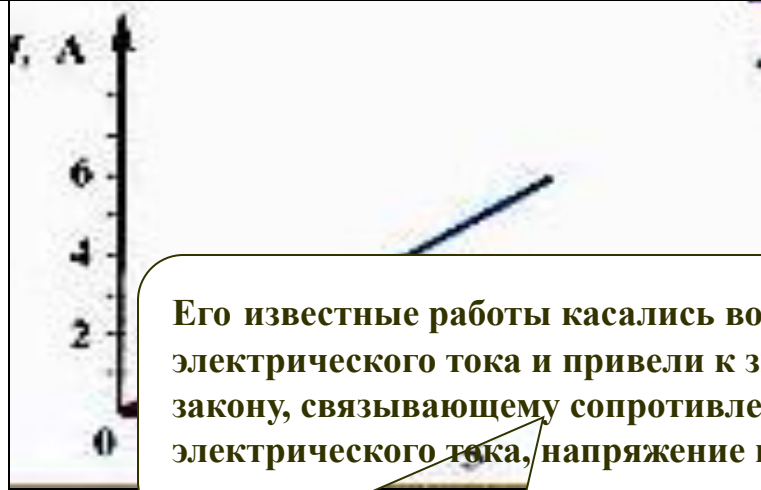 I, А
6
4
2
0
Его известные работы касались во
электрического тока и привели к з
закону, связывающему сопротивле
электрического тока, напряжение